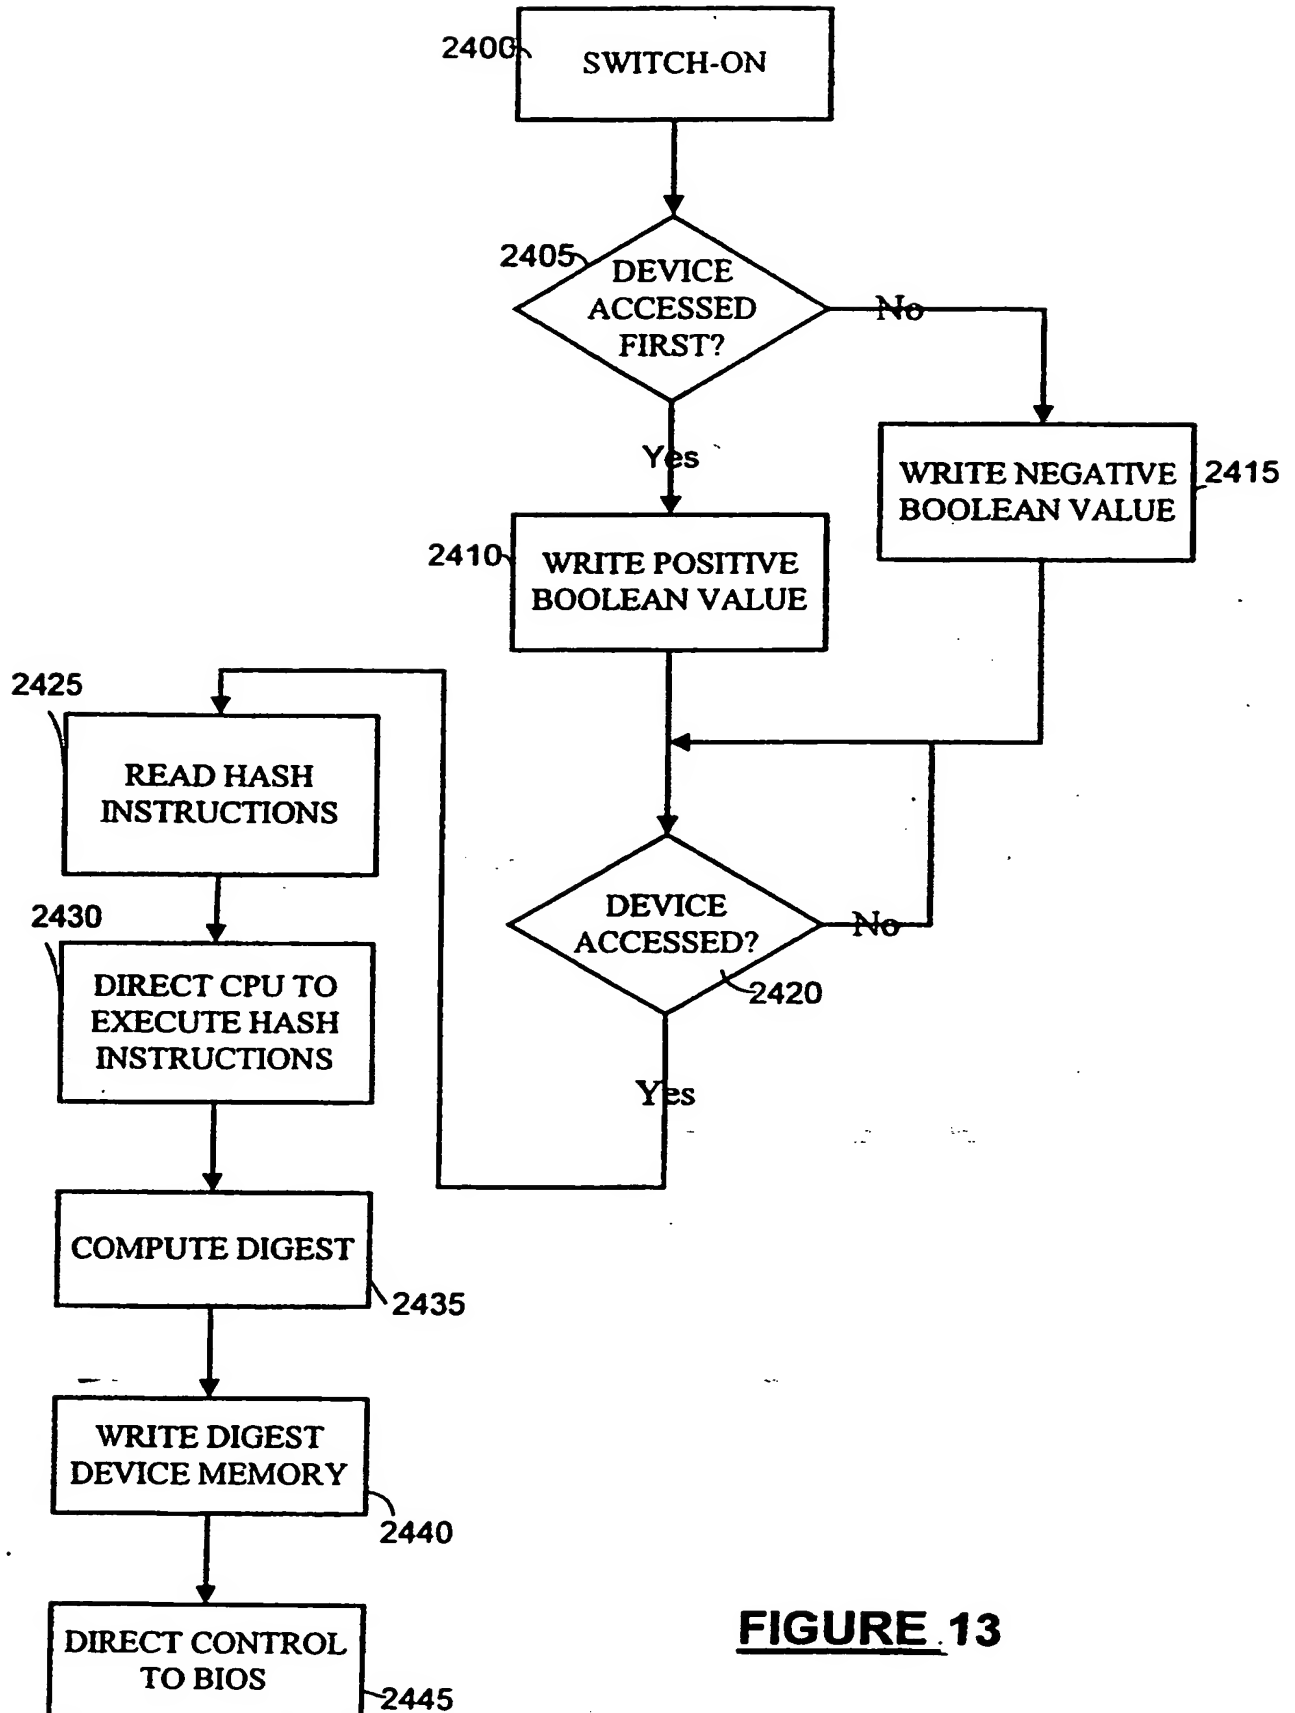 2400
SWITCH-ON
2405
DEVICE
ACCESSED
FIRST?
No
Yes
WRITE NEGATIVE
BOOLEAN VALUE
2415
2410
WRITE POSITIVE
BOOLEAN VALUE
2425
READ HASH
INSTRUCTIONS
DEVICE
ACCESSED?
No
2420
2430
DIRECT CPU TO
EXECUTE HASH
INSTRUCTIONS
Yes
COMPUTE DIGEST
2435
WRITE DIGEST
DEVICE MEMORY
2440
DIRECT CONTROL
TO BIOS
2445
FIGURE 13